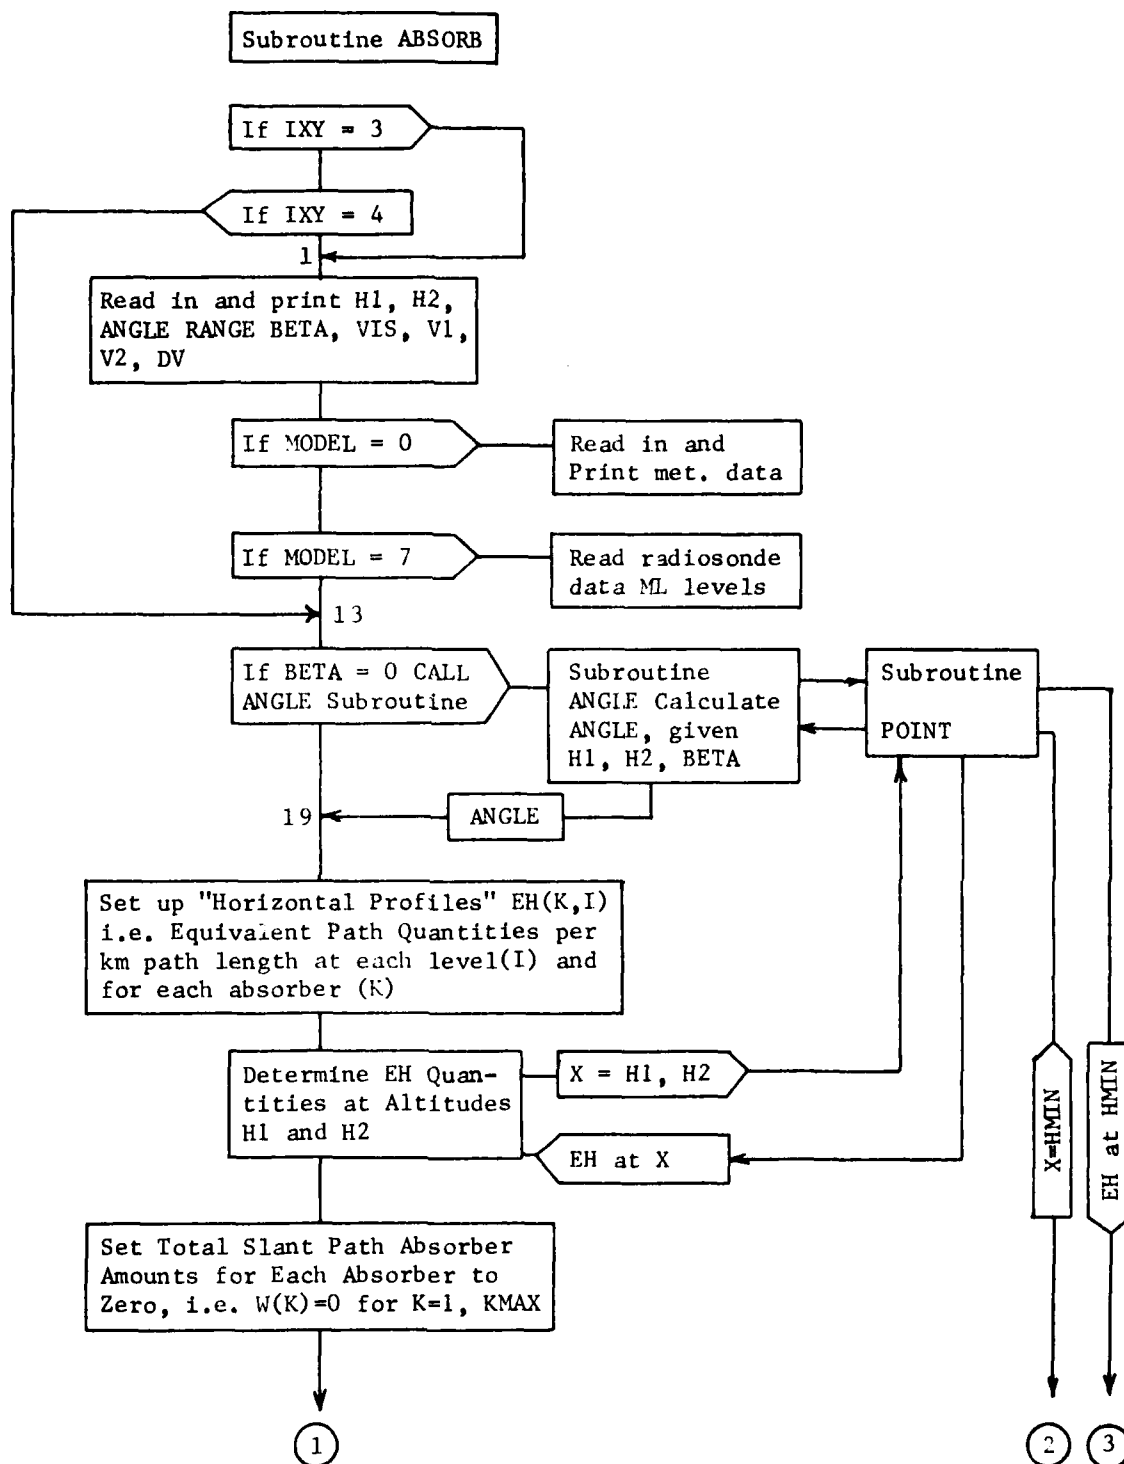 Subroutine ABSORB
If IXY = 3
If IXY = 4
1
Read in and print H1, H2,
ANGLE RANGE BETA, VIS, V1,
V2, DV
If MODEL = 0
Read in and
Print met. data
If MODEL = 7
Read radiosonde
data ML levels
13
If BETA = 0 CALL
ANGLE Subroutine
Subroutine
ANGLE Calculate
ANGLE, given
H1, H2, BETA
Subroutine
POINT
19
ANGLE
Set up "Horizontal Profiles" EH(K,I)
i.e. Equivalent Path Quantities per
km path length at each level(I) and
for each absorber (K)
Determine EH Quan-
tities at Altitudes
H1 and H2
X = H1, H2
EH at X
X=HMIN
EH at HMIN
Set Total Slant Path Absorber
Amounts for Each Absorber to
Zero, i.e. W(K)=0 for K=1, KMAX
1
2
3